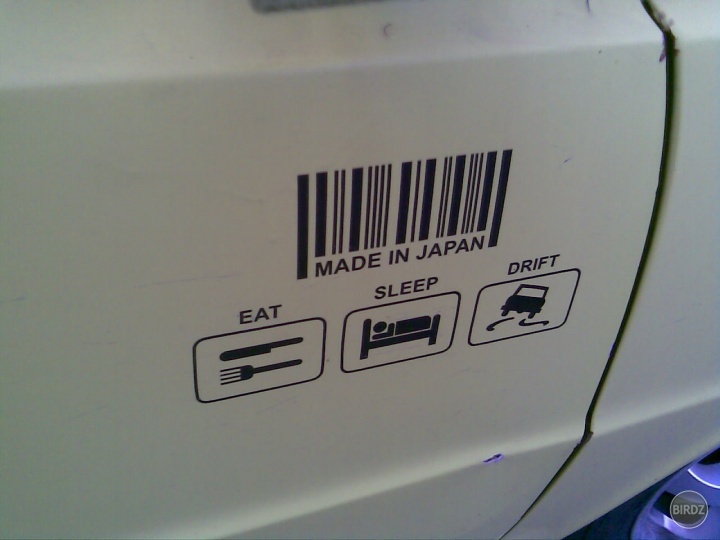 MADE IN JAPAN
EAT
SLEEP
DRIFT
BIRDZ